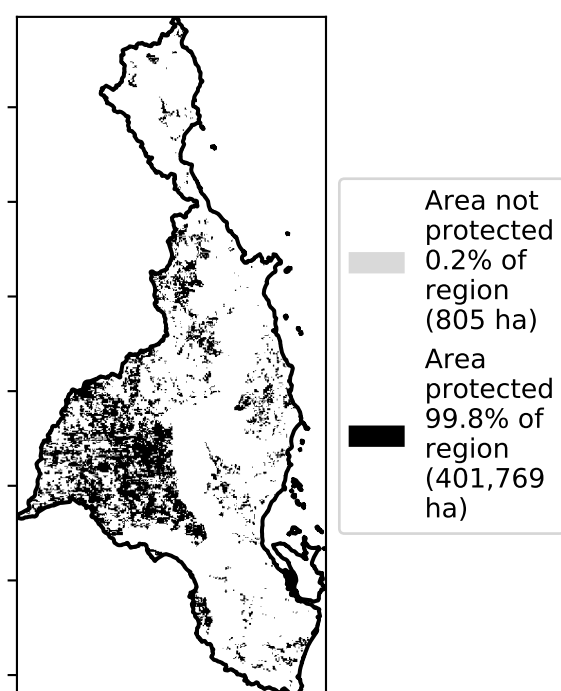 Area not
protected
0.2% of
region
(805 ha)
Area
protected
99.8% of
region
(401,769
ha)